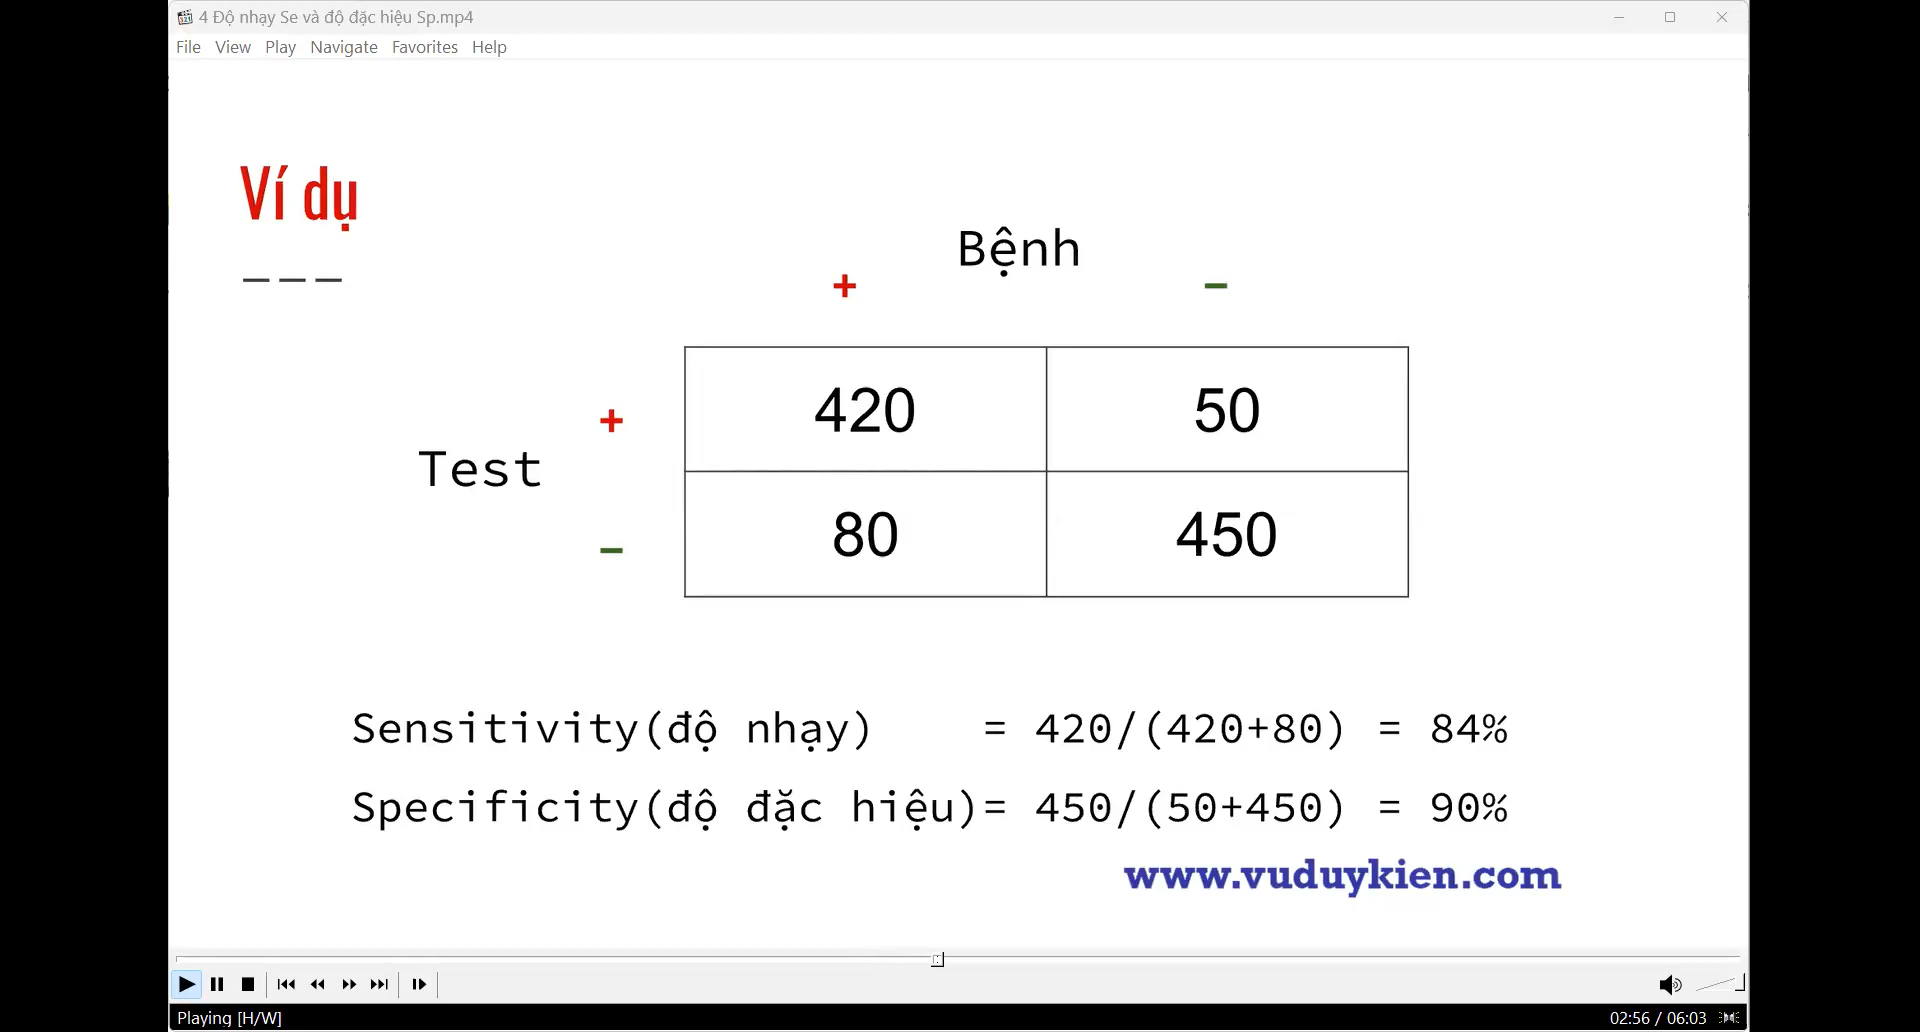 4 Độ nhạy Se và độ đặc hiệu Sp.mp4
File View Play Navigate Favorites Help
Ví dụ
---
Bệnh
+ -
+ 420 50
Test
- 80 450
Sensitivity(độ nhạy) = 420/(420+80) = 84%
Specificity(độ đặc hiệu)= 450/(50+450) = 90%
www.vuduykien.com
Playing [H/W] 02:56 / 06:03